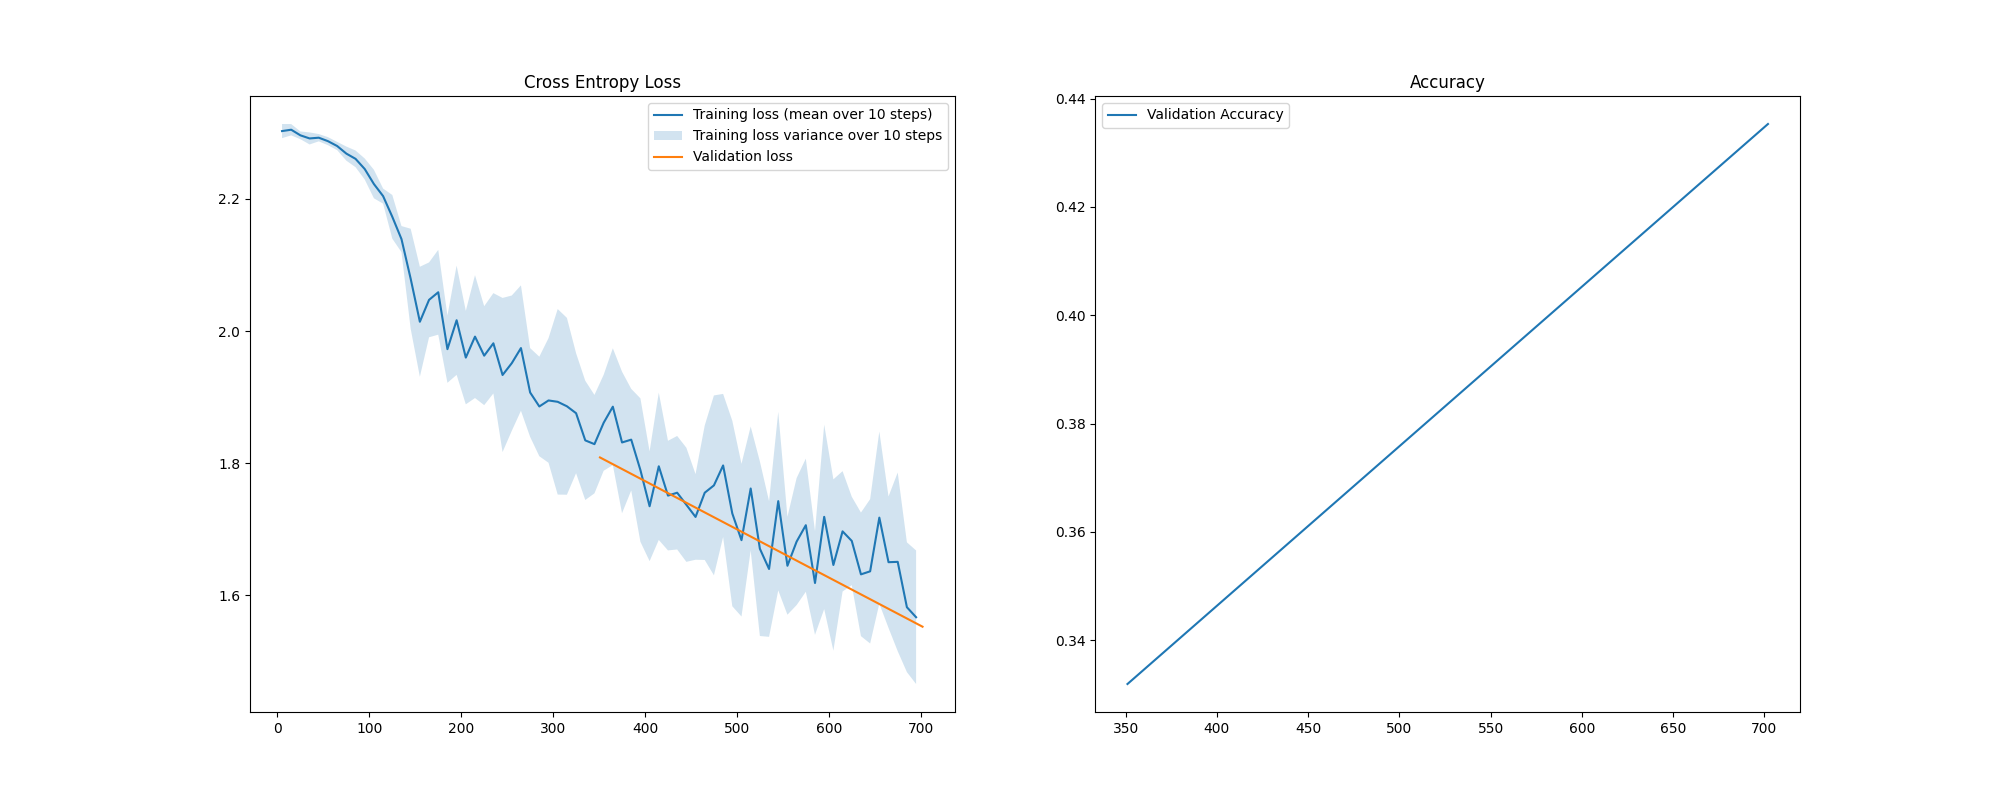 Cross Entropy Loss
Training loss (mean over 10 steps)
Training loss variance over 10 steps
Validation loss
2.2
2.0
1.8
1.6
0 100 200 300 400 500 600 700
Accuracy
Validation Accuracy
0.44
0.42
0.40
0.38
0.36
0.34
350 400 450 500 550 600 650 700